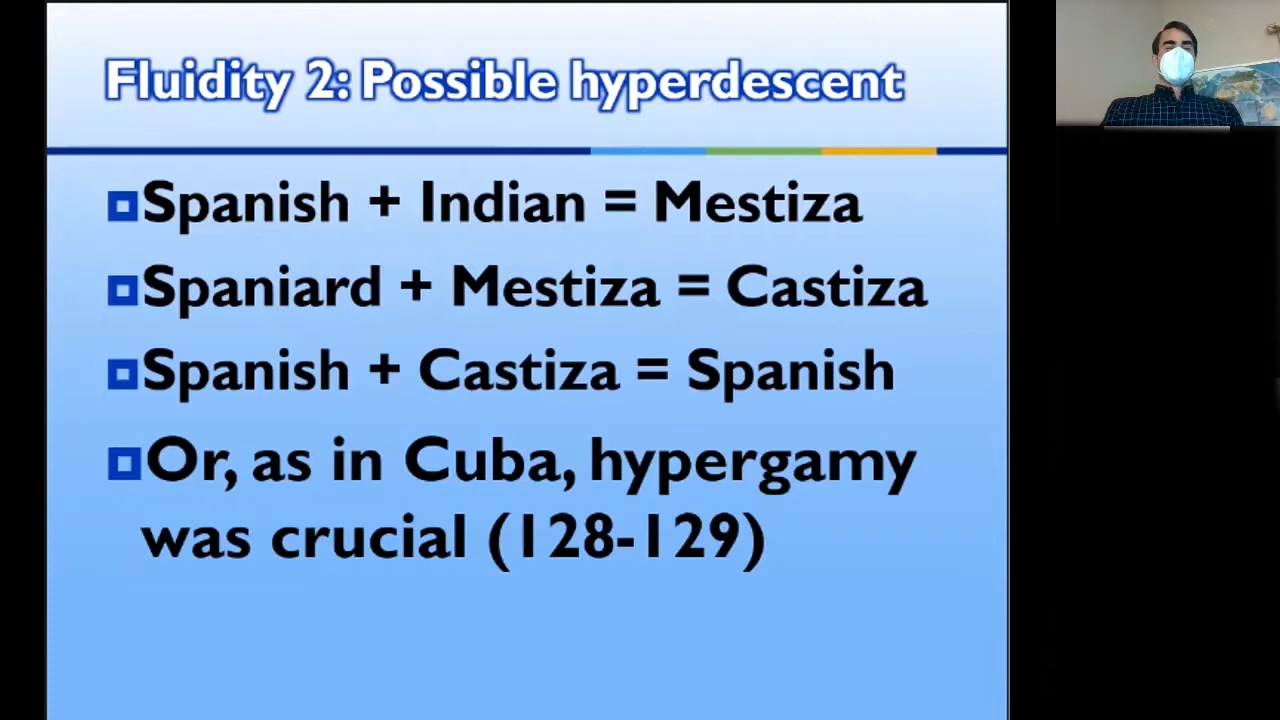 Fluidity 2: Possible hyperdescent
Spanish + Indian = Mestiza
Spaniard + Mestiza = Castiza
Spanish + Castiza = Spanish
Or, as in Cuba, hypergamy
was crucial (128-129)